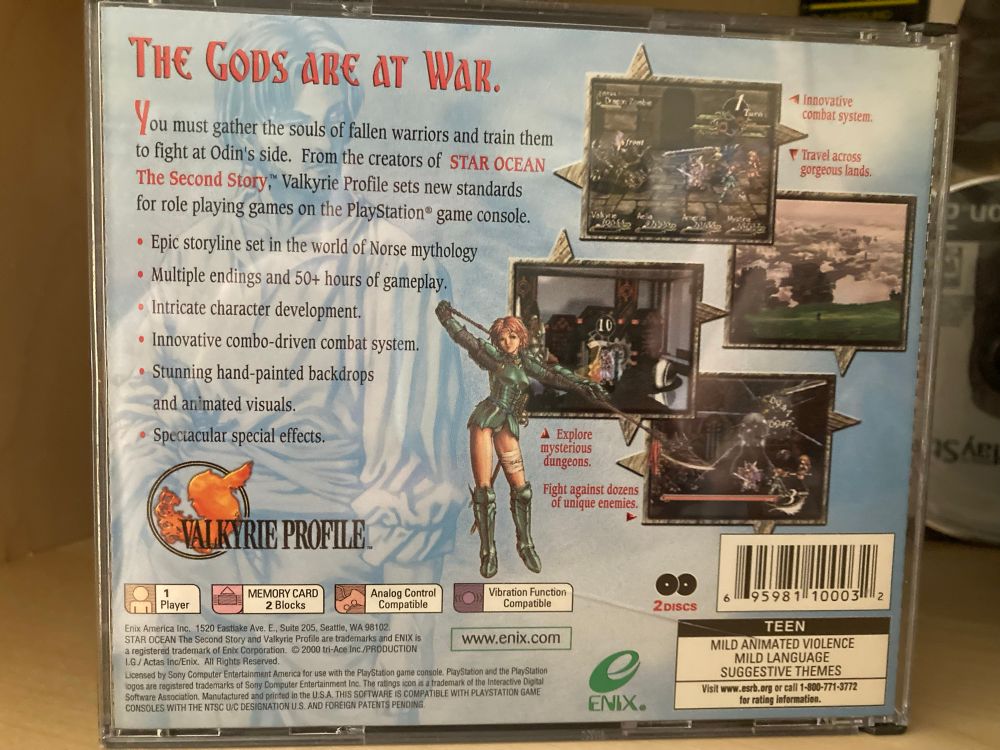 THE GODS ARE AT WAR.
You must gather the souls of fallen warriors and train them
to fight at Odin's side. From the creators of STAR OCEAN
The Second Story,™ Valkyrie Profile sets new standards
for role playing games on the PlayStation® game console.
• Epic storyline set in the world of Norse mythology
• Multiple endings and 50+ hours of gameplay.
• Intricate character development.
• Innovative combo-driven combat system.
• Stunning hand-painted backdrops
and animated visuals.
• Spectacular special effects.
Innovative
combat system.
Travel across
gorgeous lands.
Dragon Zombie
1
Turn
front
Valkyrie
10
Explore
mysterious
dungeons.
Fight against dozens
of unique enemies.
VALKYRIE PROFILE™
1
Player
MEMORY CARD
2 Blocks
Analog Control
Compatible
Vibration Function
Compatible
2 DISCS
6 95981 10003 2
Enix America Inc. 1520 Eastlake Ave. E., Suite 205, Seattle, WA 98102.
STAR OCEAN The Second Story and Valkyrie Profile are trademarks and ENIX is
a registered trademark of Enix Corporation. © 2000 tri-Ace Inc./PRODUCTION
I.G./ Actas Inc/Enix. All Rights Reserved.
Licensed by Sony Computer Entertainment America for use with the PlayStation game console. PlayStation and the PlayStation
logos are registered trademarks of Sony Computer Entertainment Inc. The ratings icon is a trademark of the Interactive Digital
Software Association. Manufactured and printed in the U.S.A. THIS SOFTWARE IS COMPATIBLE WITH PLAYSTATION GAME
CONSOLES WITH THE NTSC U/C DESIGNATION U.S. AND FOREIGN PATENTS PENDING.
www.enix.com
ENIX®
TEEN
MILD ANIMATED VIOLENCE
MILD LANGUAGE
SUGGESTIVE THEMES
Visit www.esrb.org or call 1-800-771-3772
for rating information.